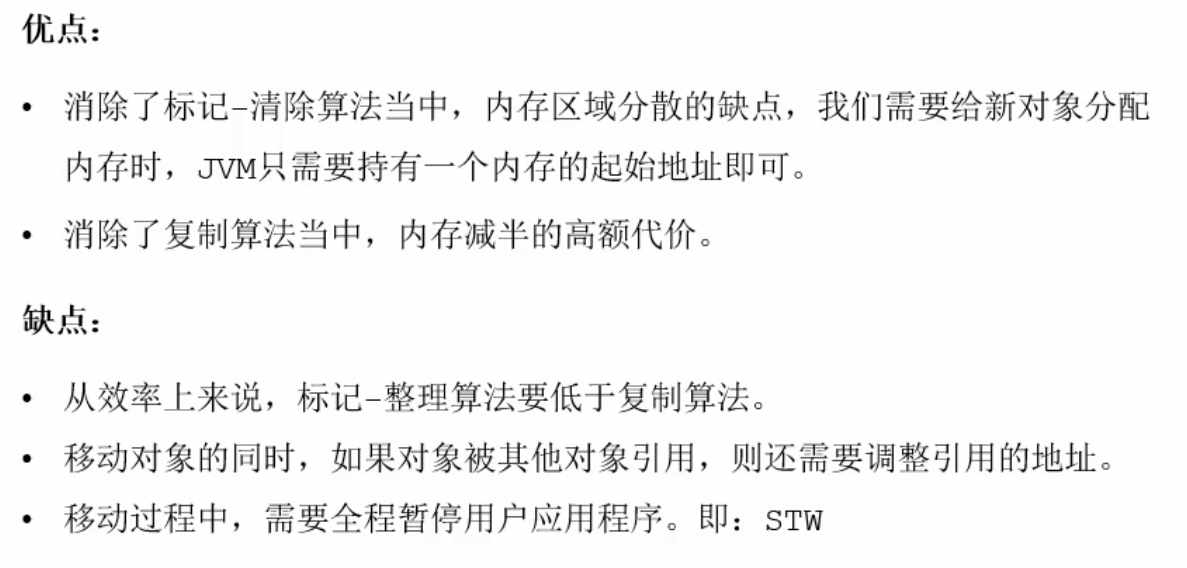 优点：
• 消除了标记-清除算法当中，内存区域分散的缺点，我们需要给新对象分配
内存时，JVM只需要持有一个内存的起始地址即可。
• 消除了复制算法当中，内存减半的高额代价。
缺点：
• 从效率上来说，标记-整理算法要低于复制算法。
• 移动对象的同时，如果对象被其他对象引用，则还需要调整引用的地址。
• 移动过程中，需要全程暂停用户应用程序。即：STW